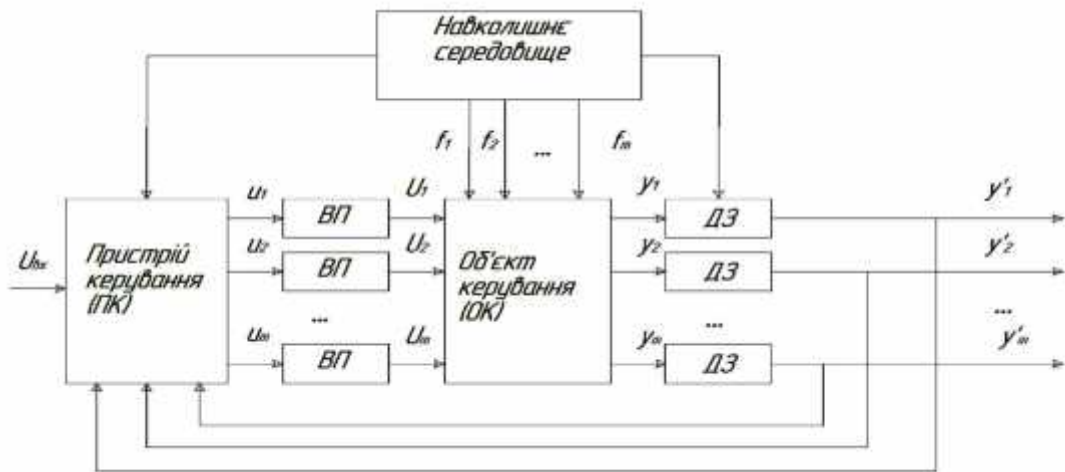 Навколишнє
середовище
f1 f2 ... fm
u1 ВП U1 y1 ДЗ y'1
Uвх
Пристрій
керування
(ПК)
u2 ВП U2 y2 ДЗ y'2
Об'єкт
керування
(ОК)
... ... ...
um ВП Um ym ДЗ y'm